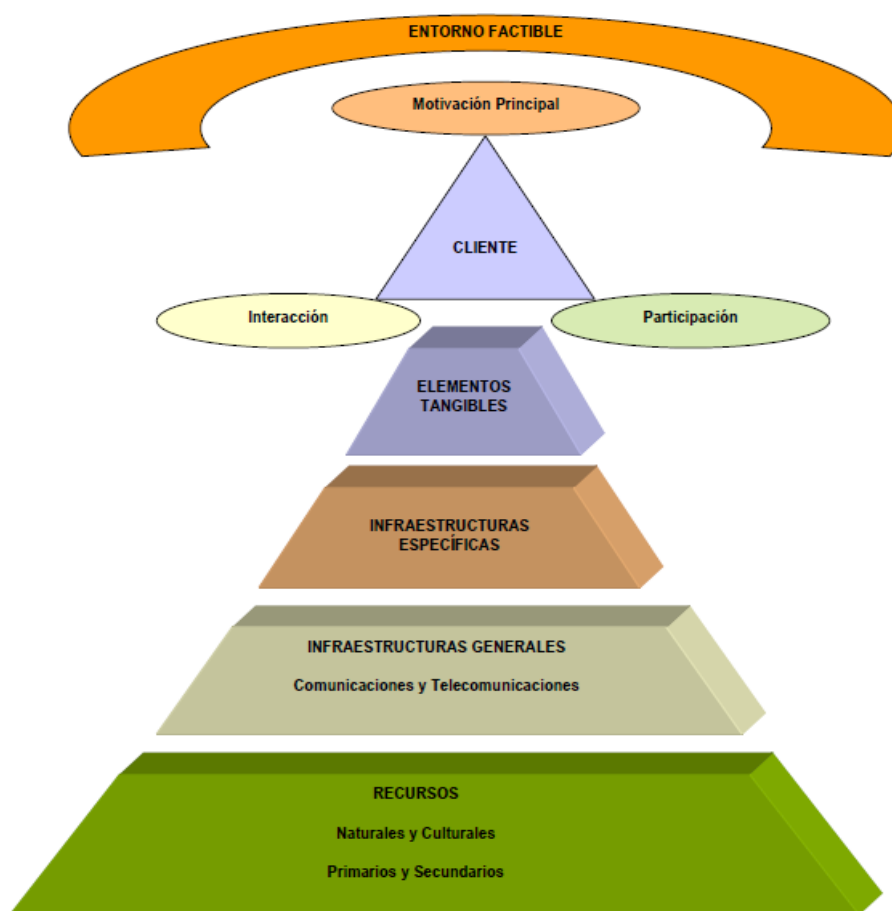 ENTORNO FACTIBLE
Motivación Principal
CLIENTE
Interacción
Participación
ELEMENTOS
TANGIBLES
INFRAESTRUCTURAS
ESPECÍFICAS
INFRAESTRUCTURAS GENERALES
Comunicaciones y Telecomunicaciones
RECURSOS
Naturales y Culturales
Primarios y Secundarios